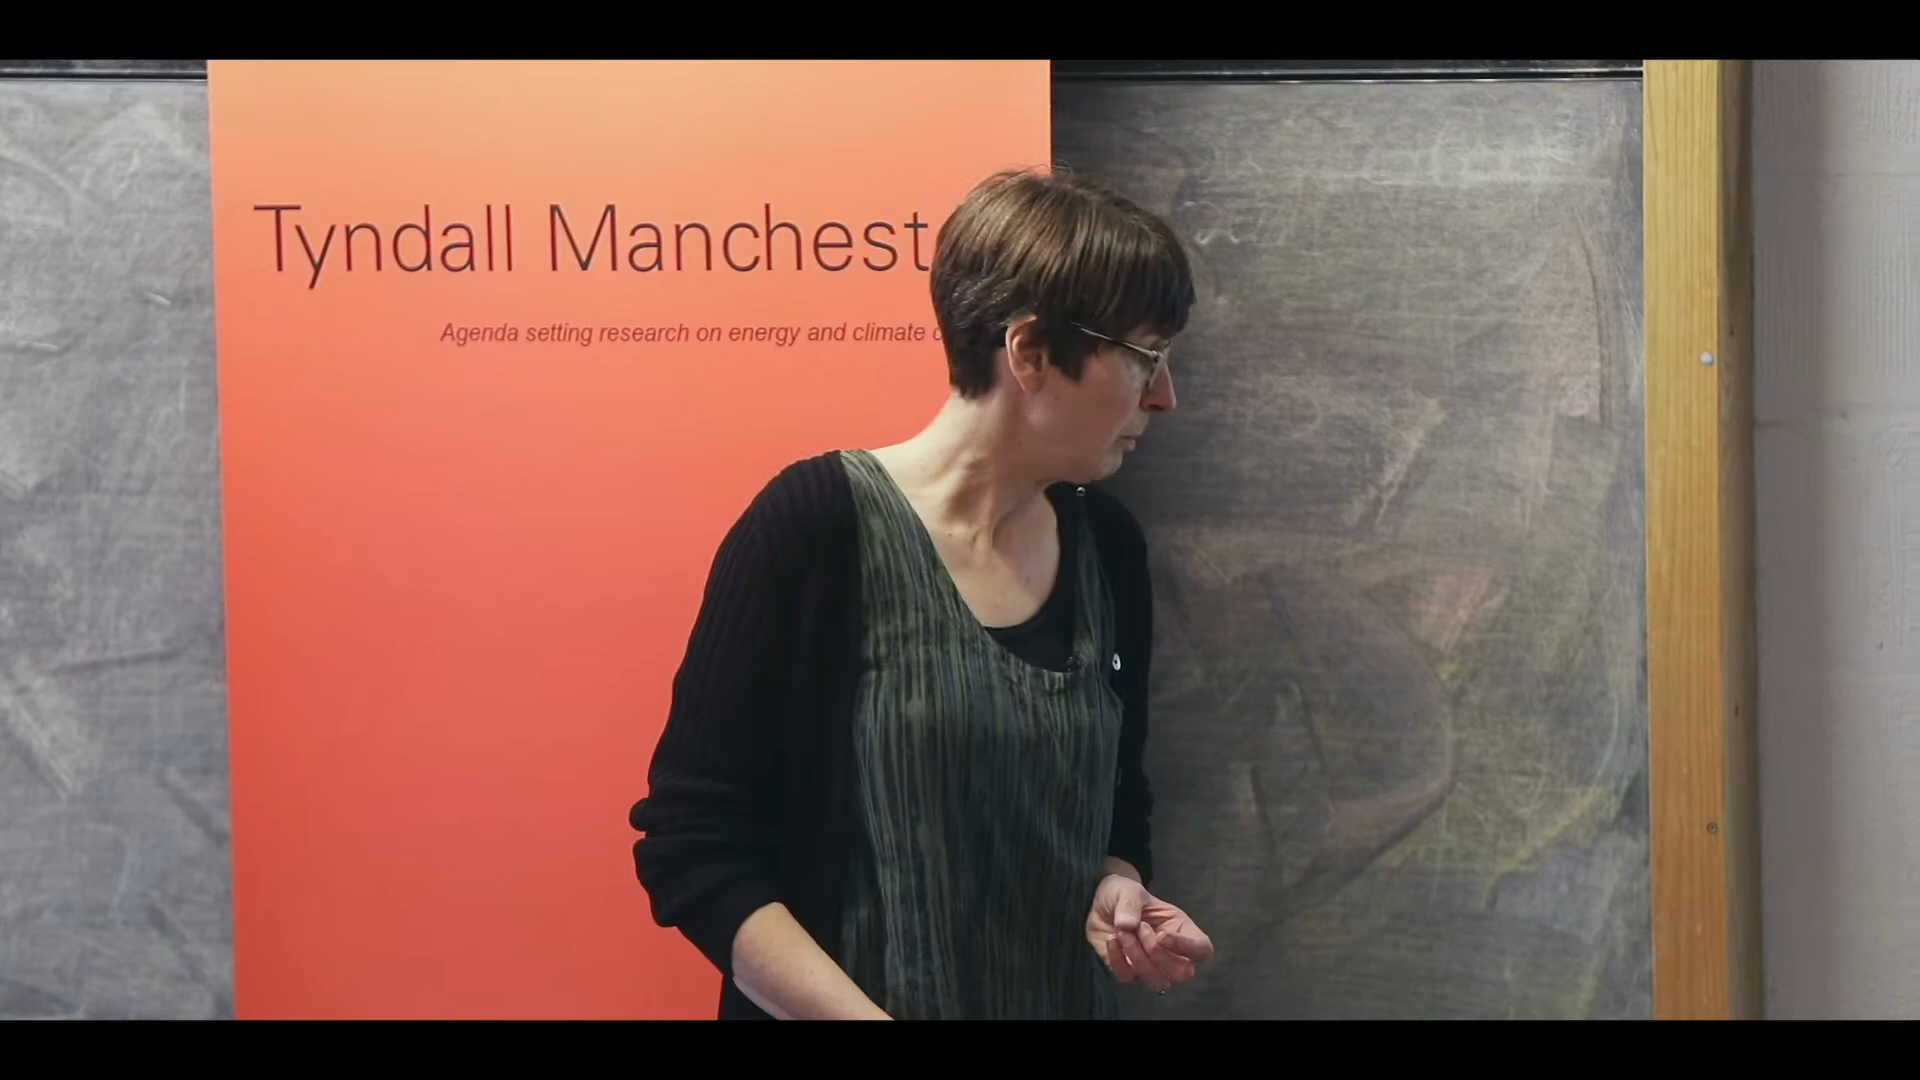 Tyndall Manchest
Agenda setting research on energy and climate